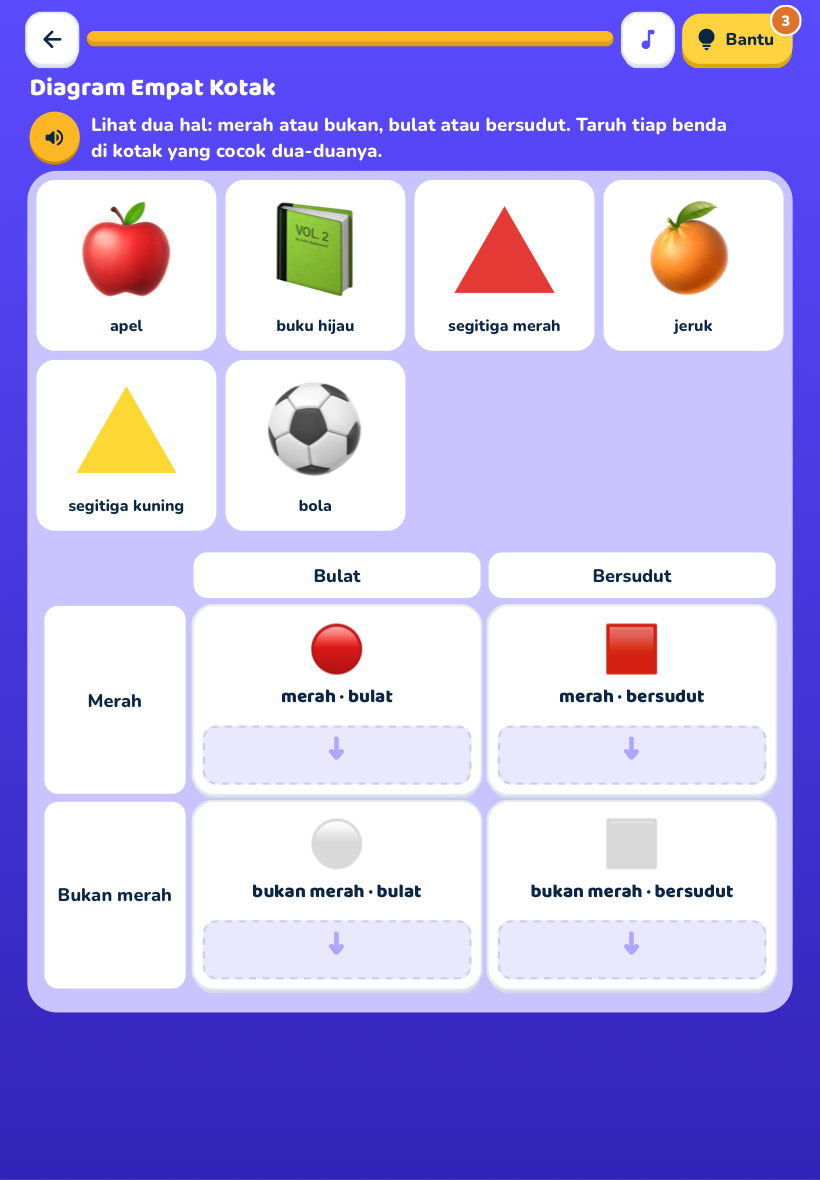 3
Bantu
Diagram Empat Kotak
Lihat dua hal: merah atau bukan, bulat atau bersudut. Taruh tiap benda
di kotak yang cocok dua-duanya.
VOL. 2
apel
buku hijau
segitiga merah
jeruk
segitiga kuning
bola
Bulat
Bersudut
Merah
merah · bulat
merah · bersudut
Bukan merah
bukan merah · bulat
bukan merah · bersudut